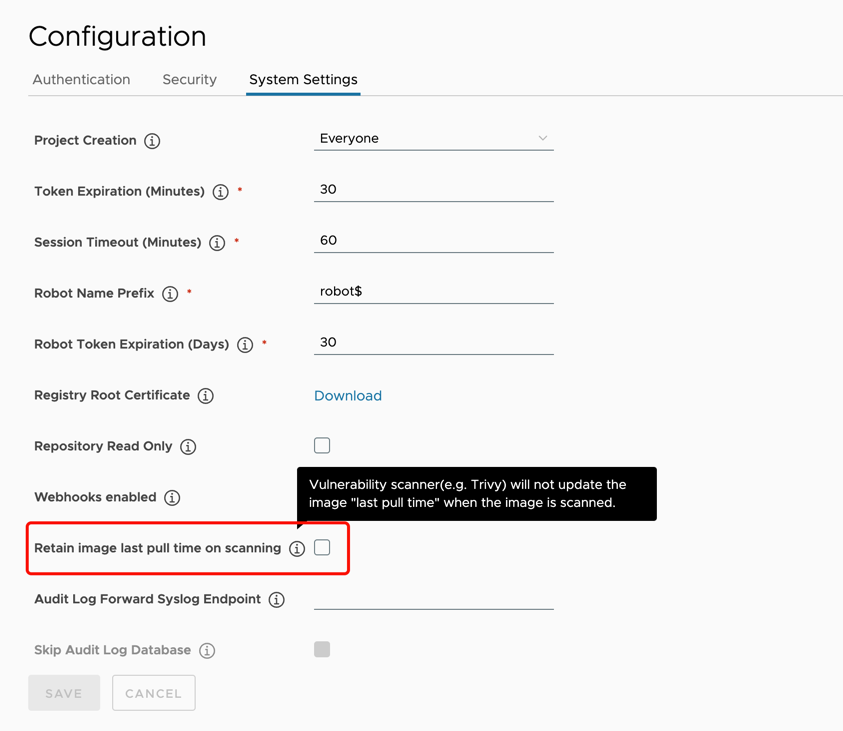 Configuration
Authentication Security System Settings
Project Creation Everyone
Token Expiration (Minutes) * 30
Session Timeout (Minutes) * 60
Robot Name Prefix * robot$
Robot Token Expiration (Days) * 30
Registry Root Certificate Download
Repository Read Only
Vulnerability scanner(e.g. Trivy) will not update the
image "last pull time" when the image is scanned.
Webhooks enabled
Retain image last pull time on scanning
Audit Log Forward Syslog Endpoint
Skip Audit Log Database
SAVE CANCEL